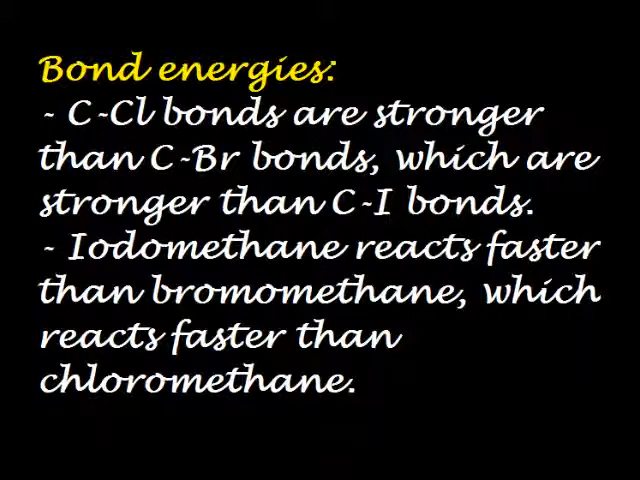 Bond energies:
- C-Cl bonds are stronger
than C-Br bonds, which are
stronger than C-I bonds.
- Iodomethane reacts faster
than bromomethane, which
reacts faster than
chloromethane.